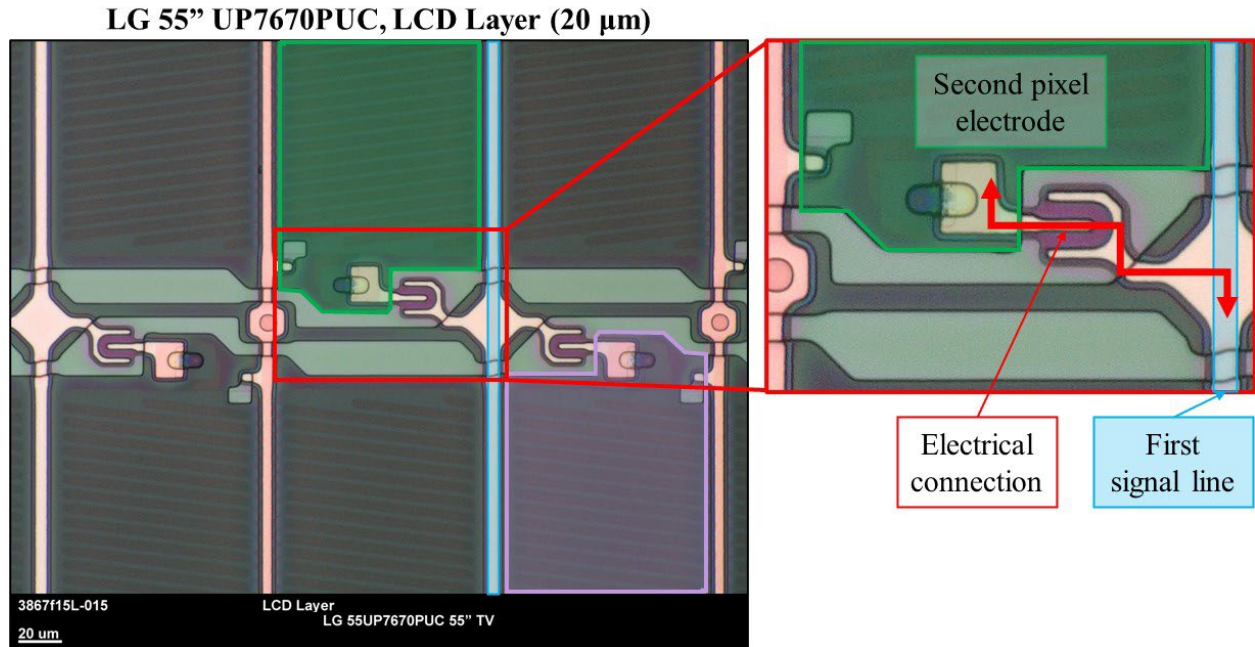 LG 55” UP7670PUC, LCD Layer (20 μm)
Second pixel
electrode
Electrical
connection
First
signal line
3867f15L-015
LCD Layer
LG 55UP7670PUC 55” TV
20 um